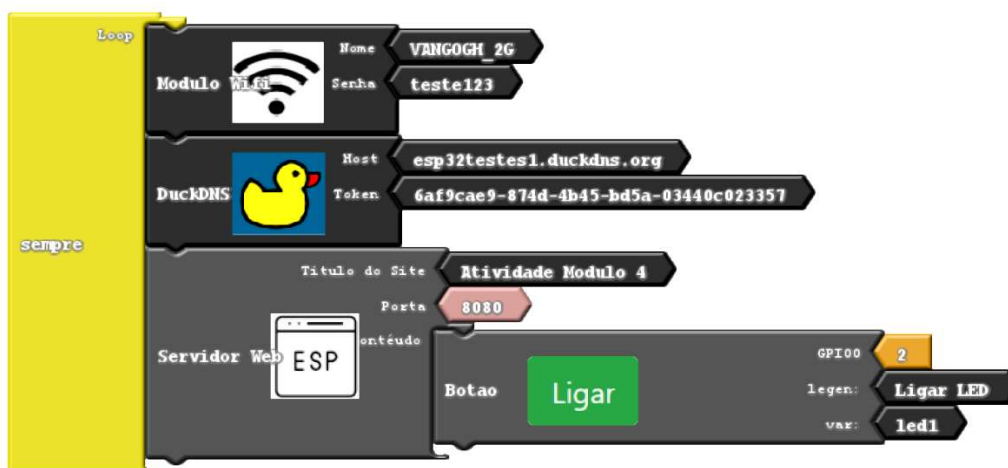 Loop
Modulo Wifi
Nome VANGOGH_2G
Senha teste123
DuckDNS
Host esp32testes1.duckdns.org
Token 6af9cae9-874d-4b45-bd5a-03440c023357
sempre
Titulo do Site Atividade Modulo 4
Porta 8080
ontéudo
Servidor Web
ESP
Botao
Ligar
GPIOO 2
legen: Ligar LED
var: led1